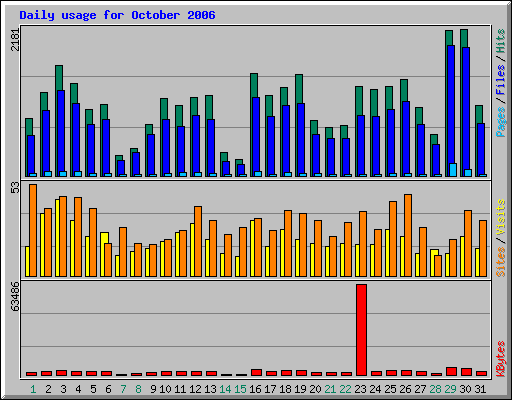 Daily usage for October 2006
2181
Pages / Files / Hits
53
Sites / Visits
63486
KBytes
1 2 3 4 5 6 7 8 9 10 11 12 13 14 15 16 17 18 19 20 21 22 23 24 25 26 27 28 29 30 31